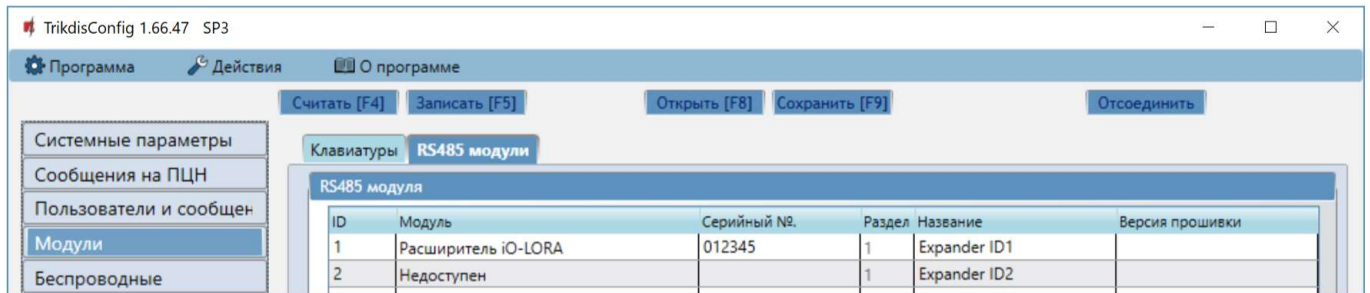 TrikdisConfig 1.66.47 SP3
Программа Действия О программе
Считать [F4] Записать [F5] Открыть [F8] Сохранить [F9] Отсоединить
Системные параметры
Сообщения на ПЦН
Пользователи и сообщен
Модули
Беспроводные
Клавиатуры RS485 модули
RS485 модуля
ID Модуль Серийный №. Раздел Название Версия прошивки
1 Расширитель iO-LORA 012345 1 Expander ID1
2 Недоступен 1 Expander ID2